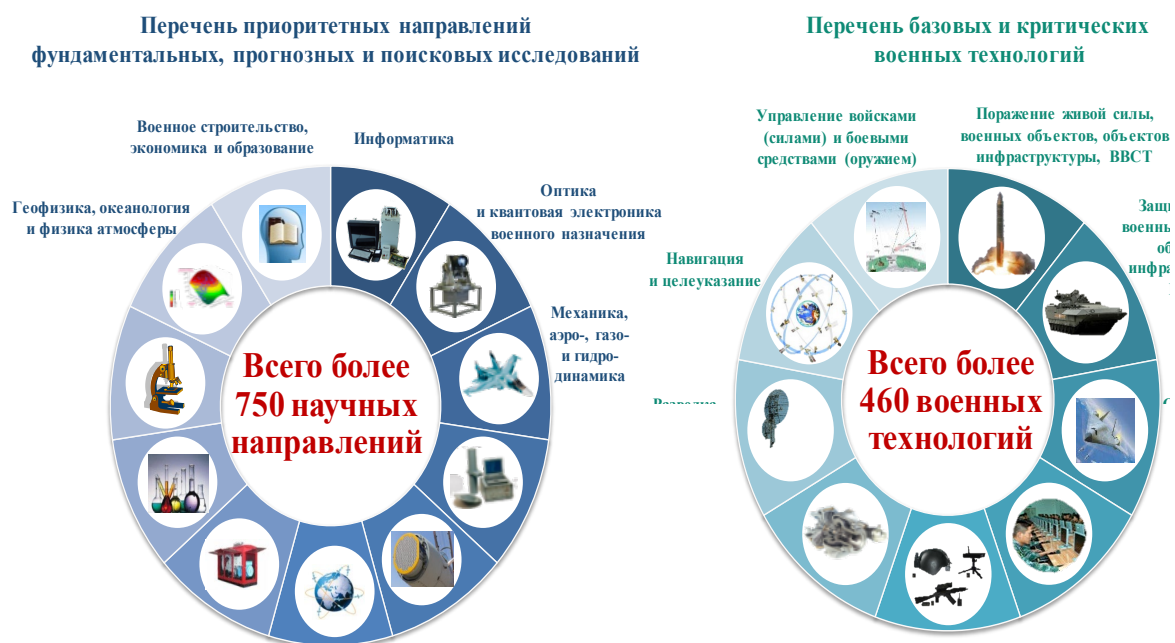 Перечень приоритетных направлений
фундаментальных, прогнозных и поисковых исследований
Военное строительство,
экономика и образование
Информатика
Геофизика, океанология
и физика атмосферы
Оптика
и квантовая электроника
военного назначения
Механика,
аэро-, газо-
и гидро-
динамика
Всего более
750 научных
направлений
Перечень базовых и критических
военных технологий
Управление войсками
(силами) и боевыми
средствами (оружием)
Поражение живой силы,
военных объектов, объектов
инфраструктуры, ВВСТ
Навигация
и целеуказание
Всего более
460 военных
технологий